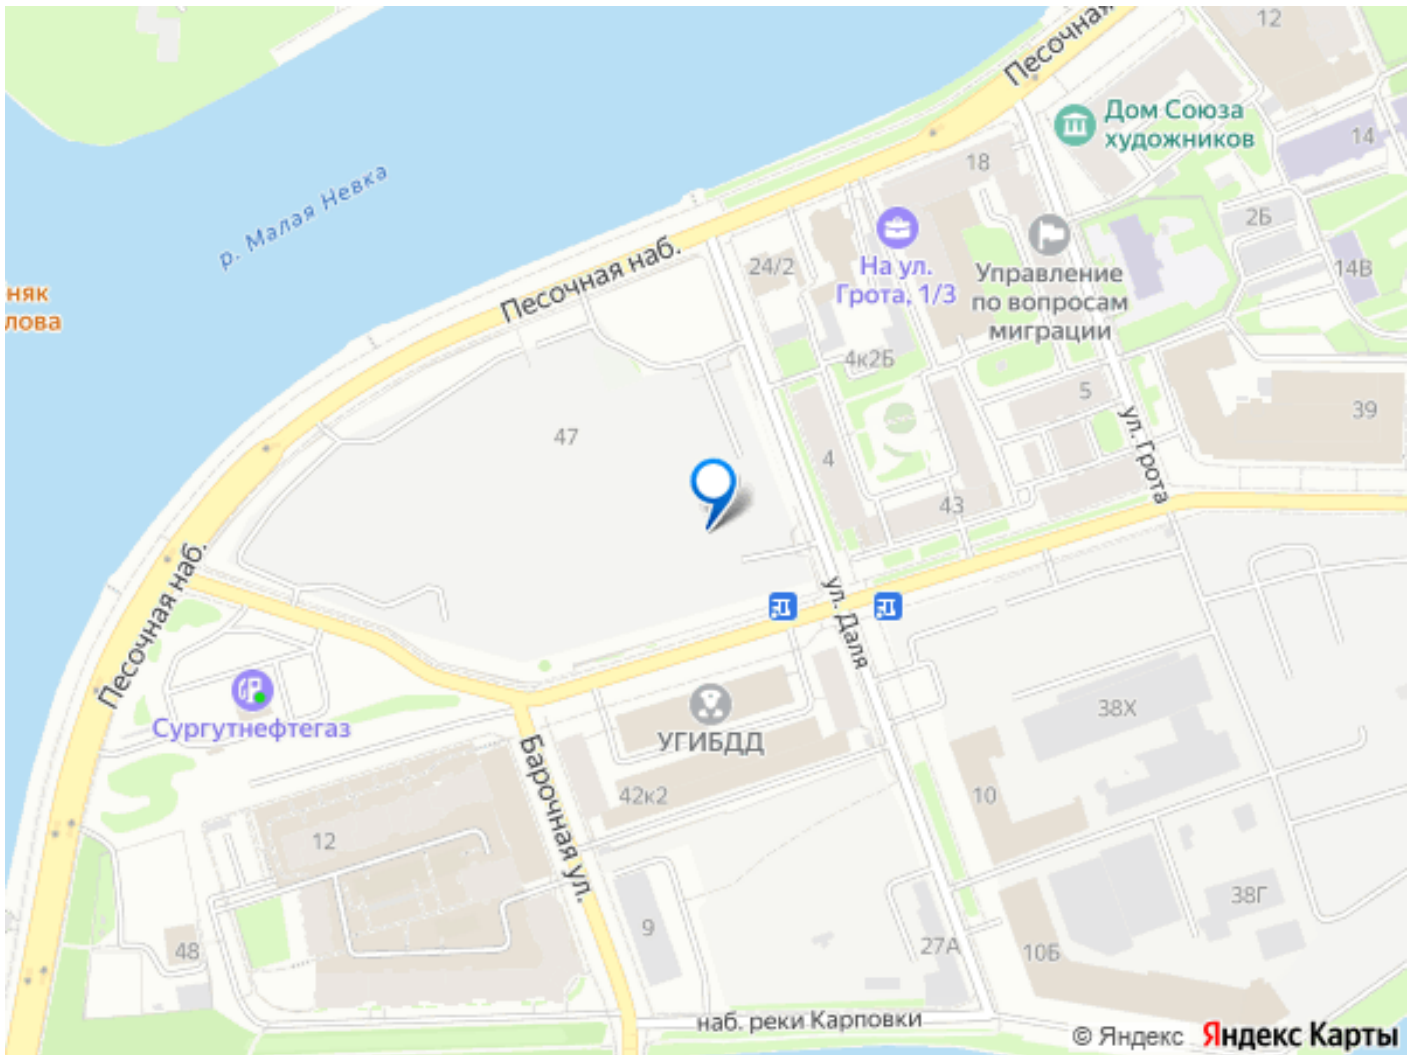 Песочная
12
Дом Союза
художников
14
18
р. Малая Невка
2Б
Песочная наб.
24/2
На ул.
Грота, 1/3
Управление
по вопросам
миграции
14В
няк
лова
4к2Б
5
39
47
4
ул. Грота
43
Песочная наб.
ул. Даля
Сургутнефтегаз
УГИБДД
38Х
Барочная ул.
42к2
10
12
38Г
9
48
27А
10Б
наб. реки Карповки
© Яндекс Яндекс Карты